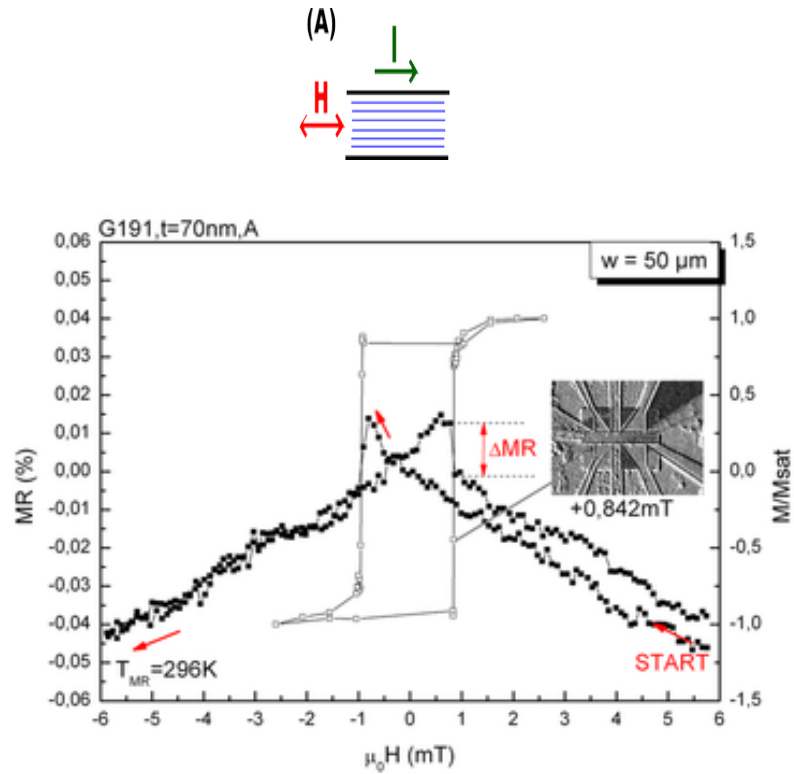 (A)
I
H
G191,t=70nm,A
0,06
0,05
0,04
0,03
0,02
0,01
0,00
-0,01
-0,02
-0,03
-0,04
-0,05
-0,06
MR (%)
1,5
1,0
0,5
0,0
-0,5
-1,0
-1,5
M/Msat
w = 50 µm
ΔMR
+0,842mT
START
T_MR=296K
-6 -5 -4 -3 -2 -1 0 1 2 3 4 5 6
µ₀H (mT)